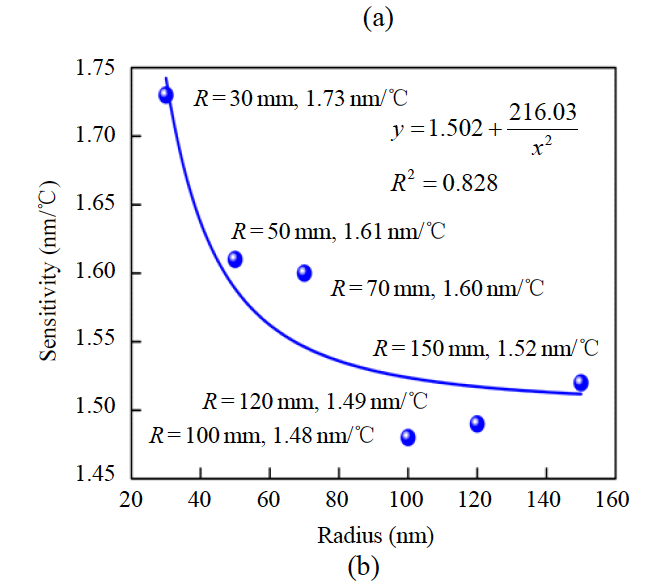 (a)
1.75
R = 30 mm, 1.73 nm/℃
y = 1.502 + 216.03/x²
1.70
R² = 0.828
1.65
R = 50 mm, 1.61 nm/℃
1.60
R = 70 mm, 1.60 nm/℃
1.55
R = 150 mm, 1.52 nm/℃
1.50
R = 120 mm, 1.49 nm/℃
R = 100 mm, 1.48 nm/℃
1.45
Sensitivity (nm/℃)
20 40 60 80 100 120 140 160
Radius (nm)
(b)